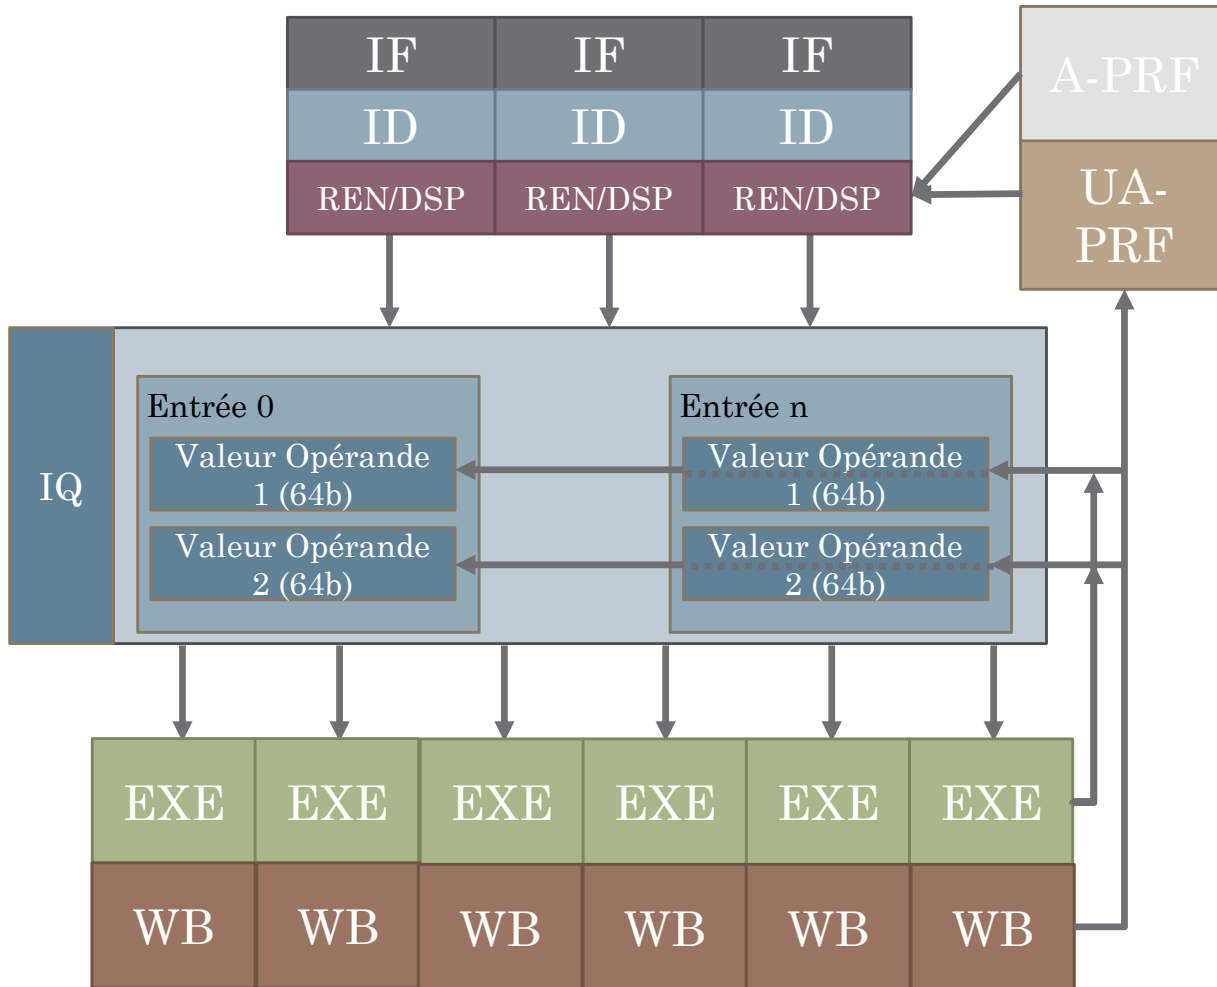 IF IF IF
A-PRF
ID ID ID
REN/DSP REN/DSP REN/DSP
UA-
PRF
IQ
Entrée 0
Valeur Opérande
1 (64b)
Valeur Opérande
2 (64b)
Entrée n
Valeur Opérande
1 (64b)
Valeur Opérande
2 (64b)
EXE EXE EXE EXE EXE EXE
WB WB WB WB WB WB